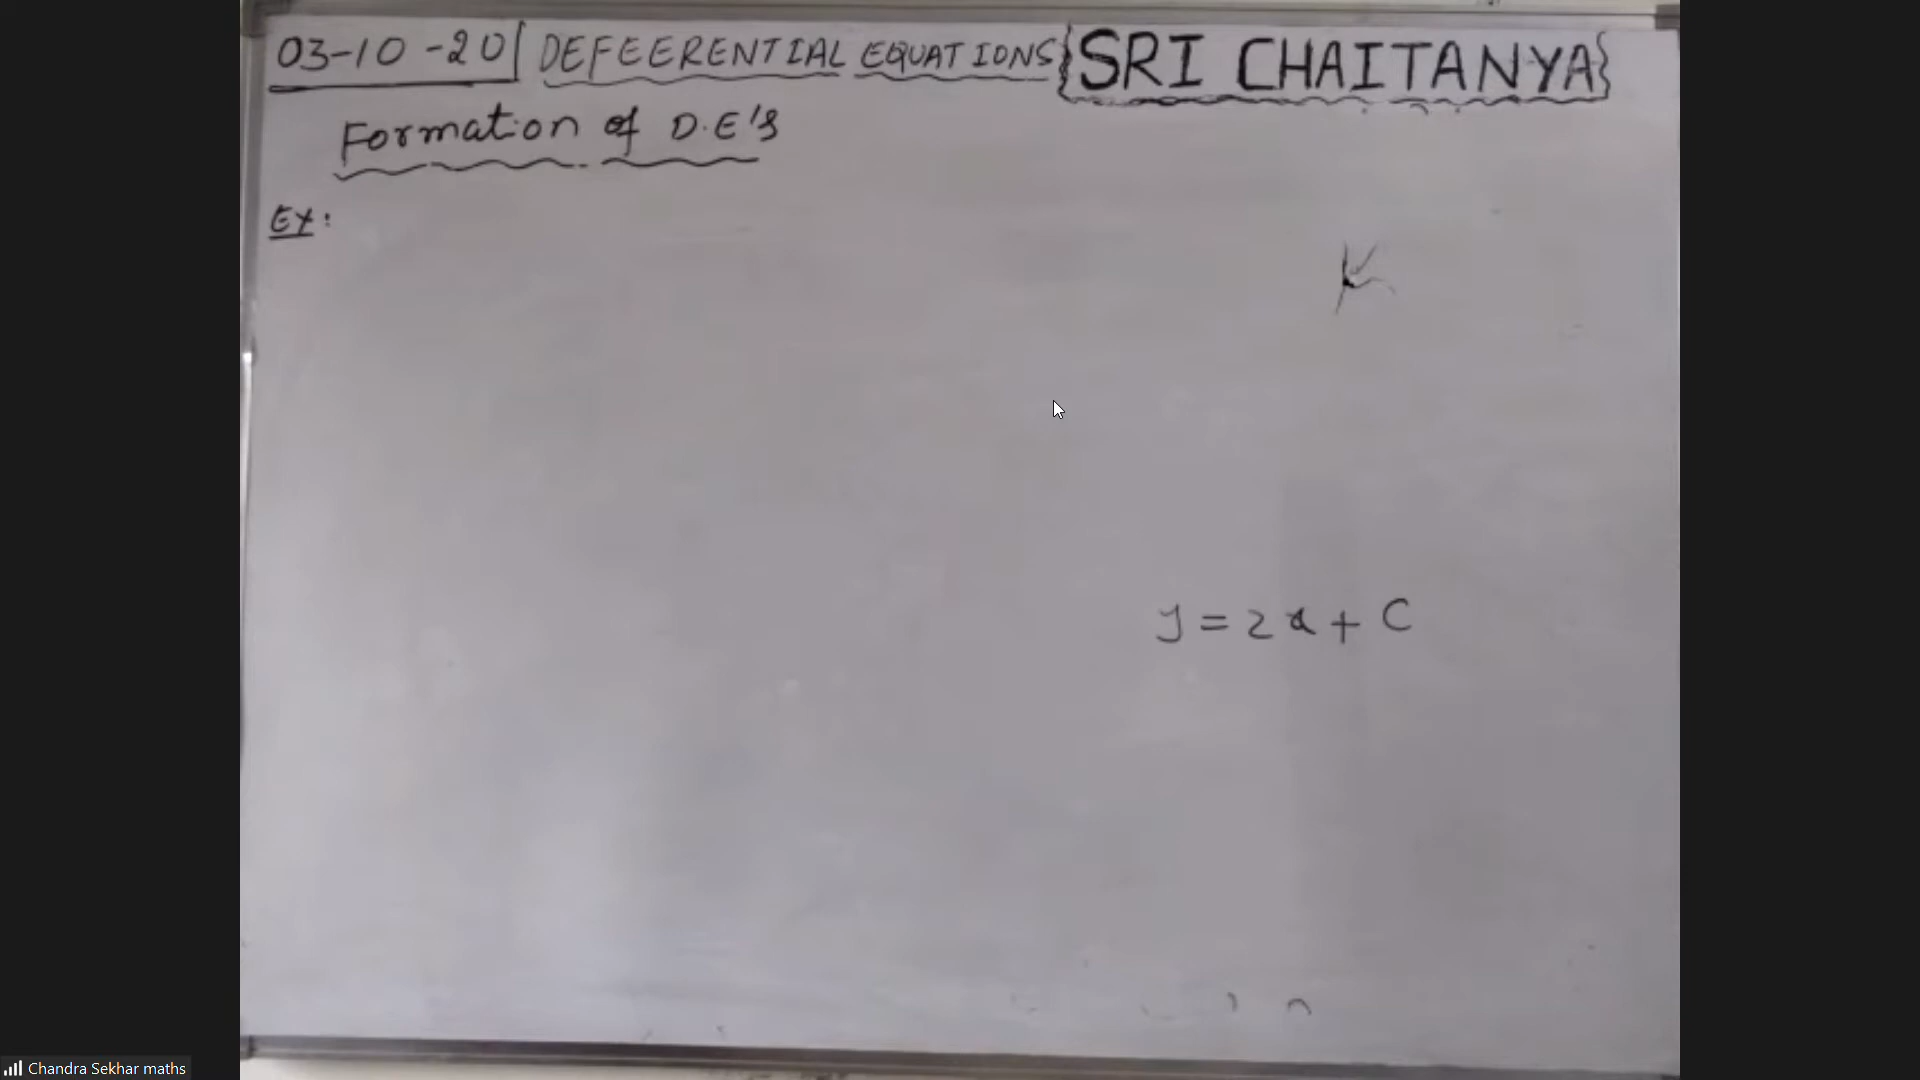 03-10-20 DEFEERENTIAL EQUATIONS {SRI CHAITANYA}
Formation of D.E's
Ex:
y = 2x + C
Chandra Sekhar maths